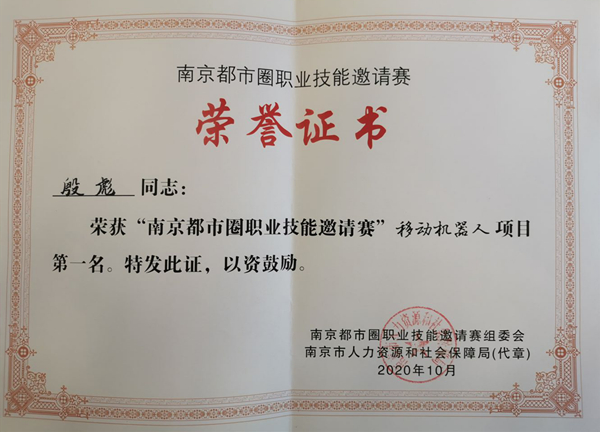 南京都市圈职业技能邀请赛
荣誉证书
殷彪 同志：
荣获“南京都市圈职业技能邀请赛”移动机器人项目
第一名。特发此证，以资鼓励。
南京都市圈职业技能邀请赛组委会
南京市人力资源和社会保障局(代章)
2020年10月